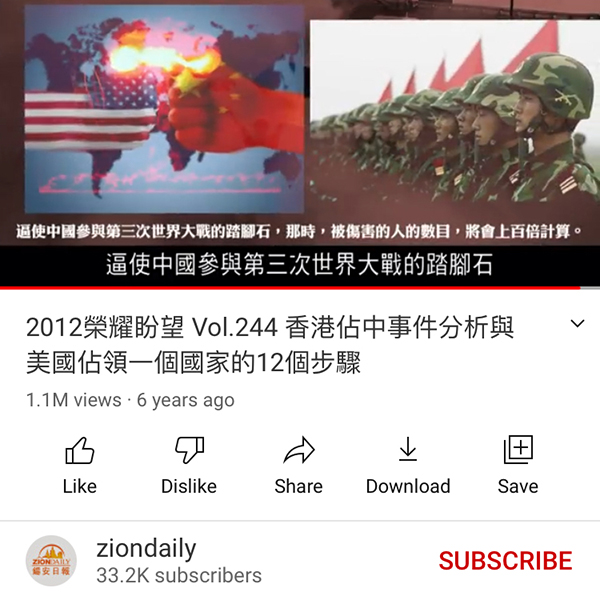 逼使中國參與第三次世界大戰的踏腳石，那時，被傷害的人的數目，將會上百倍計算。
逼使中國參與第三次世界大戰的踏腳石
2012榮耀盼望 Vol.244 香港佔中事件分析與
美國佔領一個國家的12個步驟
1.1M views · 6 years ago
Like
Dislike
Share
Download
Save
ZIONDAILY
錫安日報
ziondaily
33.2K subscribers
SUBSCRIBE